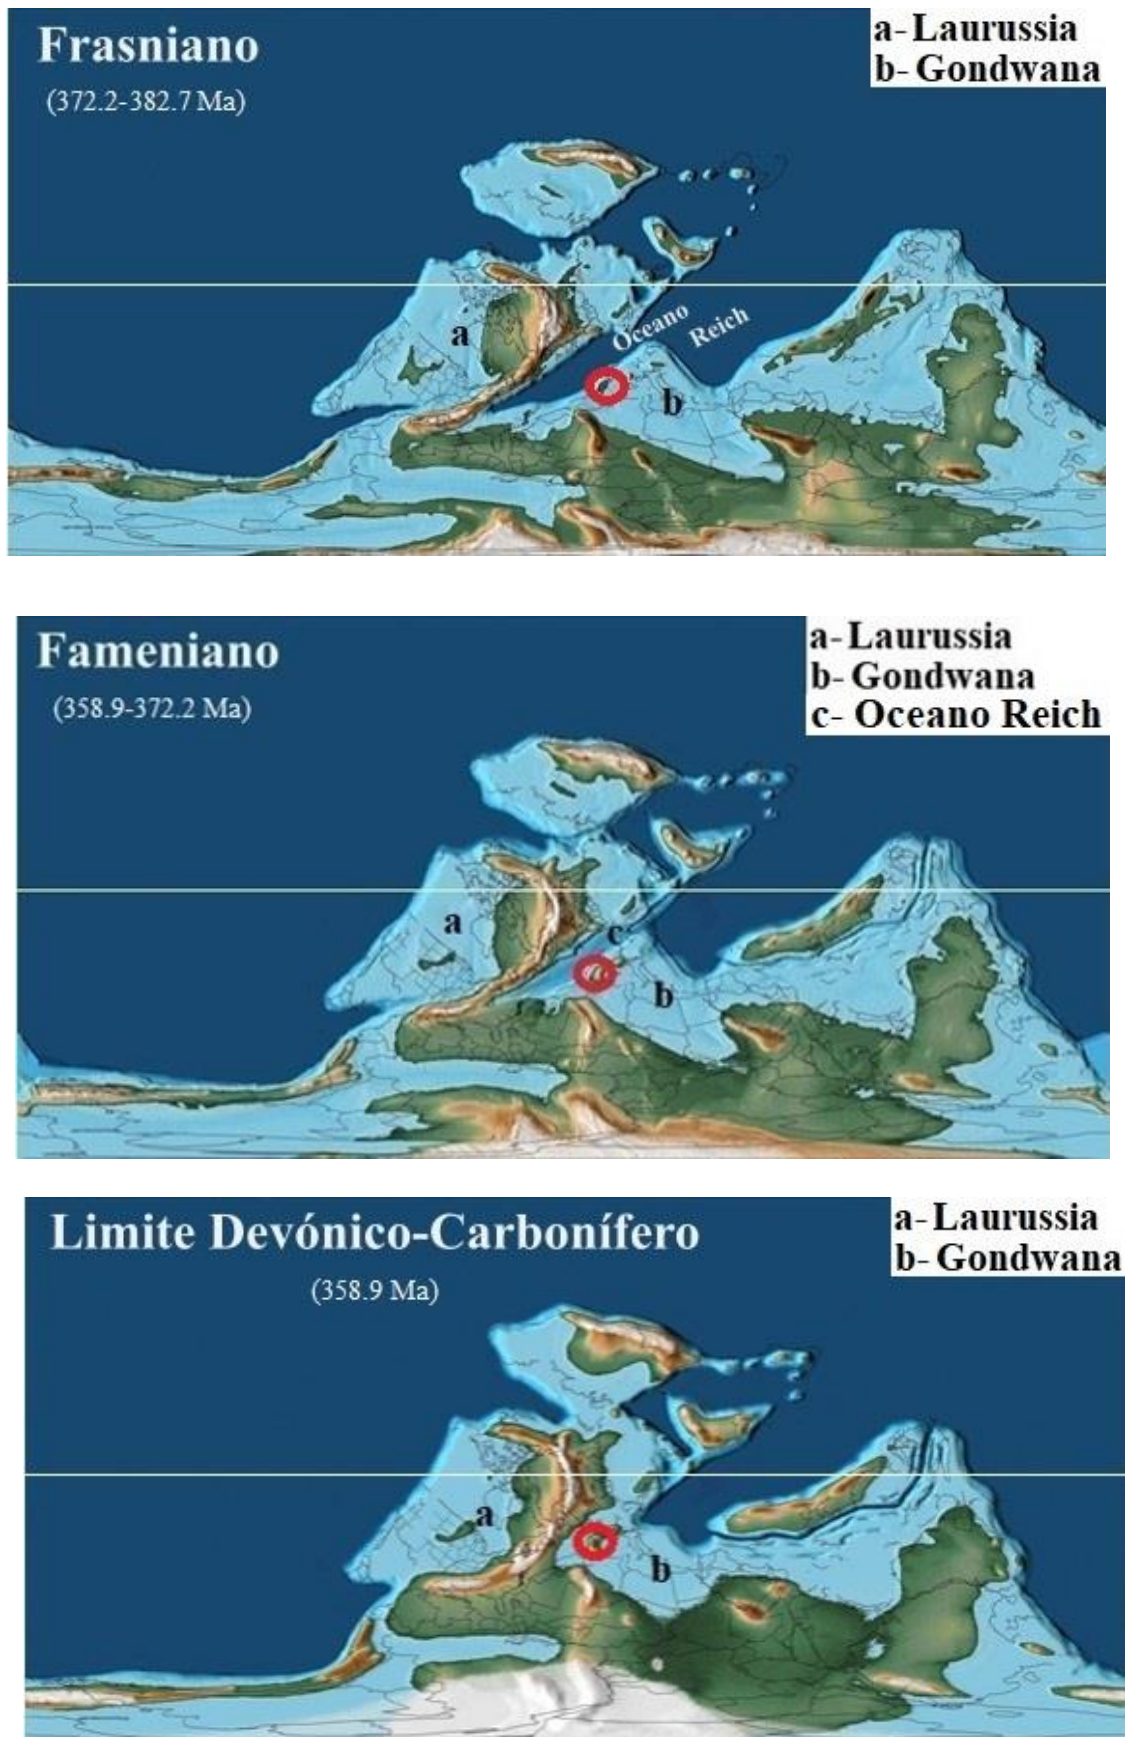 Frasniano
(372.2-382.7 Ma)
a- Laurussia
b- Gondwana
a
Oceano
Reich
b
Fameniano
(358.9-372.2 Ma)
a- Laurussia
b- Gondwana
c- Oceano Reich
a
c
b
Limite Devónico-Carbonífero
(358.9 Ma)
a- Laurussia
b- Gondwana
a
b